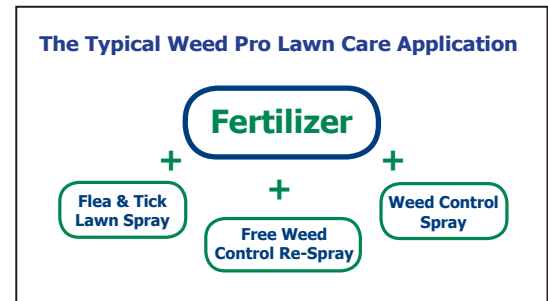 The Typical Weed Pro Lawn Care Application
Fertilizer
+
+
+
Flea & Tick
Lawn Spray
Free Weed
Control Re-Spray
Weed Control
Spray